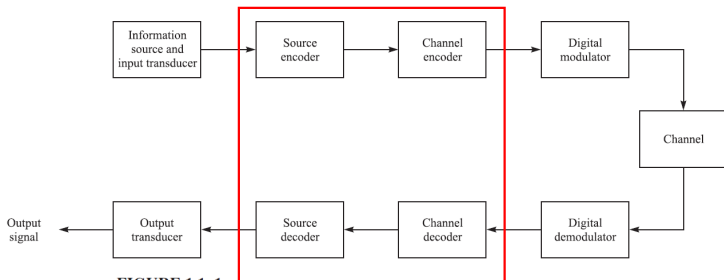 Information
source and
input transducer
Source
encoder
Channel
encoder
Digital
modulator
Channel
Output
signal
Output
transducer
Source
decoder
Channel
decoder
Digital
demodulator